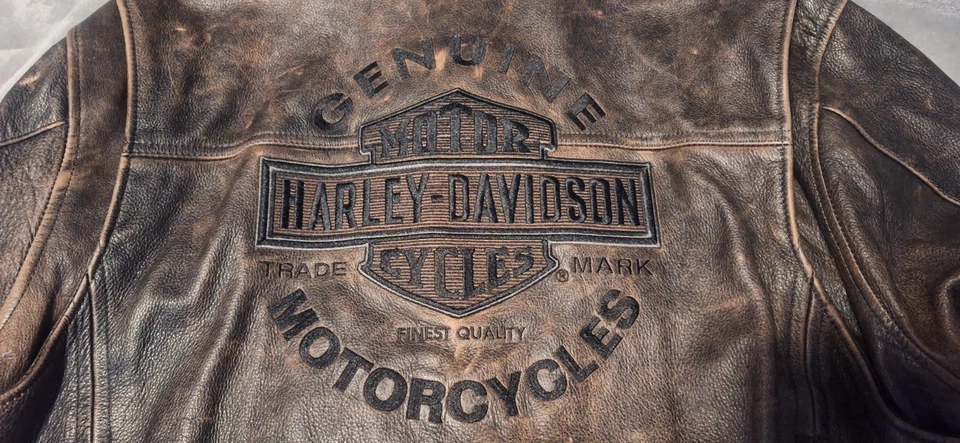 GENUINE
MOTOR
HARLEY-DAVIDSON
CYCLES
TRADE ® MARK
FINEST QUALITY
MOTORCYCLES